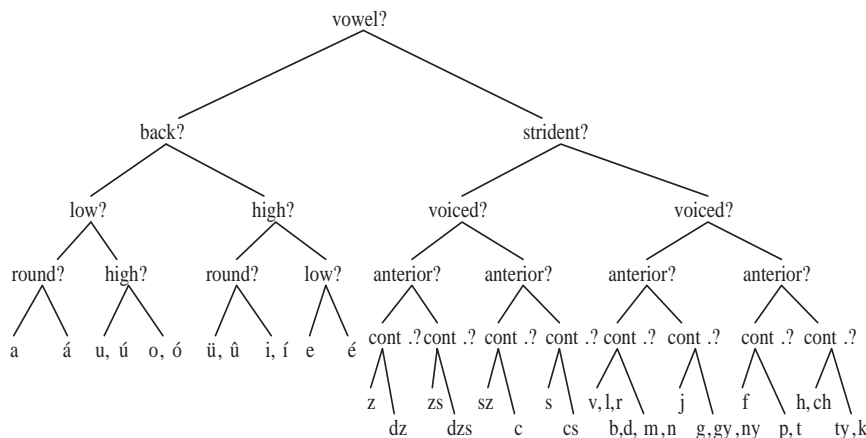 vowel?
back? strident?
low? high? voiced? voiced?
round? high? round? low? anterior? anterior? anterior? anterior?
a á u, ú o, ó ü, û i, í e é cont .? cont .? cont .? cont .? cont .? cont .? cont .? cont .?
z zs sz s v, l,r j f h, ch
dz dzs c cs b,d, m,n g,gy,ny p, t ty, k